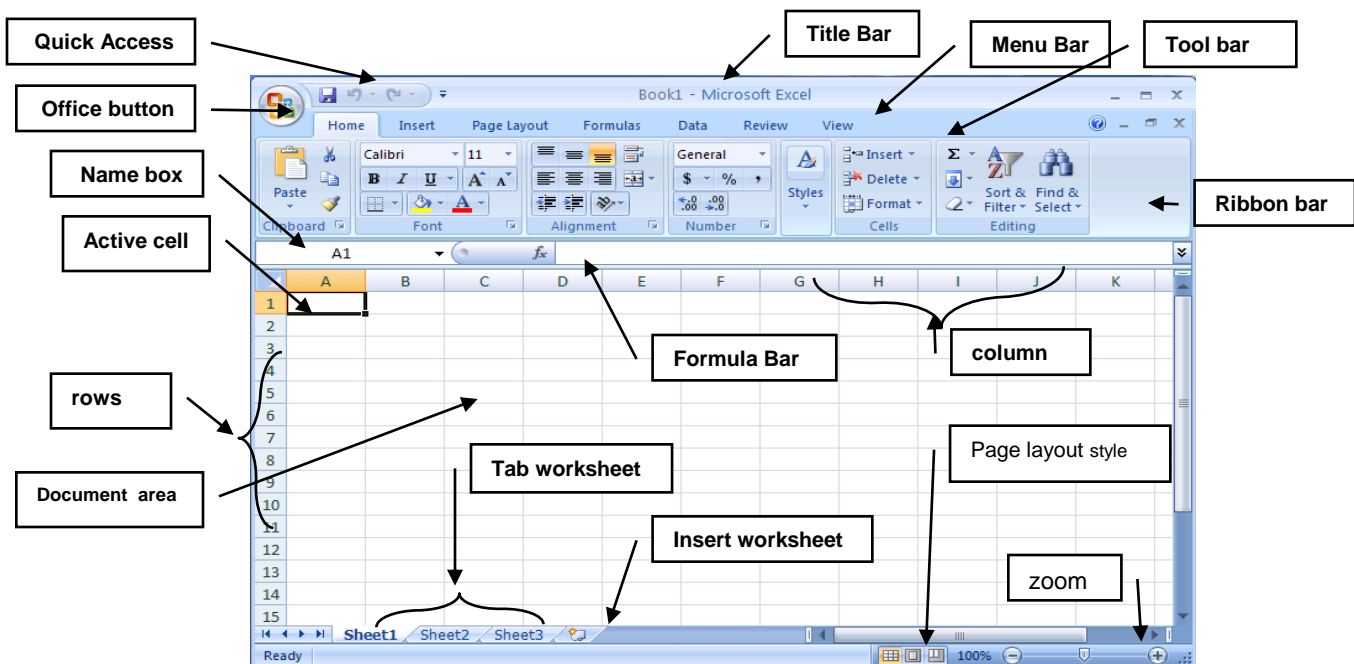 Quick Access
Title Bar
Menu Bar
Tool bar
Office button
Book1 - Microsoft Excel
Home Insert Page Layout Formulas Data Review View
Name box
Calibri 11
General
Insert
B I U A A
$ % ,
Delete
Paste
Styles
Sort & Filter
Find & Select
Format
Clipboard Font Alignment Number Cells Editing
Ribbon bar
Active cell
A1 fx
A B C D E F G H I J K
1
2
3
4
5
6
7
8
9
10
11
12
13
14
15
Formula Bar
column
rows
Page layout style
Tab worksheet
Document area
Insert worksheet
zoom
Sheet1 Sheet2 Sheet3
Ready 100%